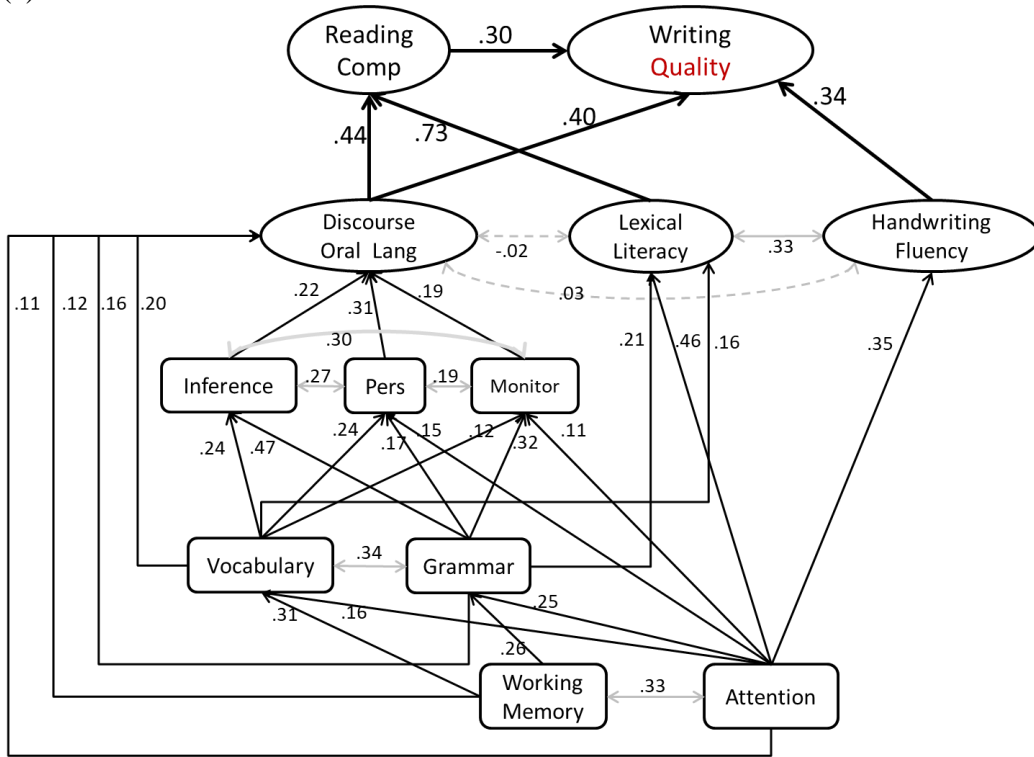 Reading
Comp
.30
Writing
Quality
.44
.73
.40
.34
Discourse
Oral Lang
-.02
Lexical
Literacy
.33
Handwriting
Fluency
.03
.11
.12
.16
.20
.22
.31
.19
.30
.21
.46
.16
.35
Inference
.27
Pers
.19
Monitor
.24
.47
.24
.17
.15
.12
.32
.11
Vocabulary
.34
Grammar
.31
.16
.26
.25
Working
Memory
.33
Attention